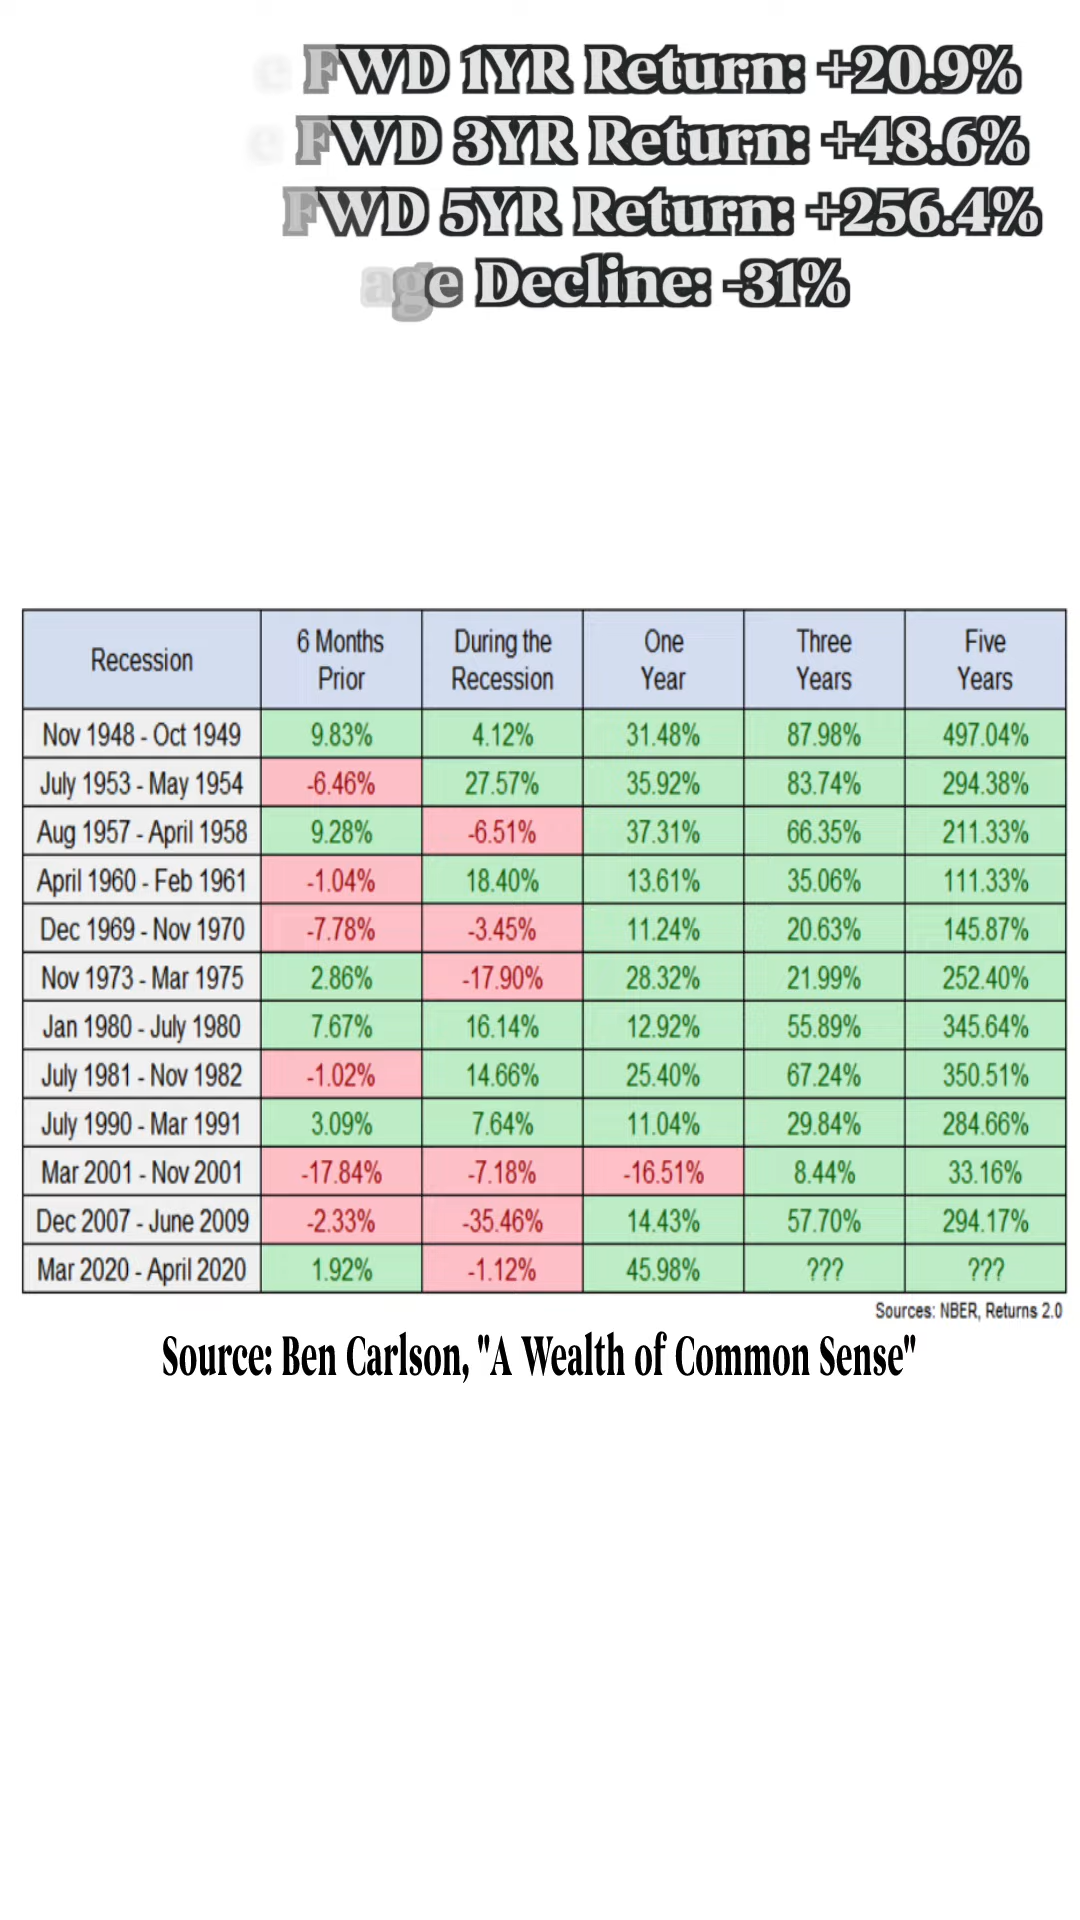 e FWD 1YR Return: +20.9%
e FWD 3YR Return: +48.6%
FWD 5YR Return: +256.4%
age Decline: -31%
Recession | 6 Months Prior | During the Recession | One Year | Three Years | Five Years
Nov 1948 - Oct 1949 | 9.83% | 4.12% | 31.48% | 87.98% | 497.04%
July 1953 - May 1954 | -6.46% | 27.57% | 35.92% | 83.74% | 294.38%
Aug 1957 - April 1958 | 9.28% | -6.51% | 37.31% | 66.35% | 211.33%
April 1960 - Feb 1961 | -1.04% | 18.40% | 13.61% | 35.06% | 111.33%
Dec 1969 - Nov 1970 | -7.78% | -3.45% | 11.24% | 20.63% | 145.87%
Nov 1973 - Mar 1975 | 2.86% | -17.90% | 28.32% | 21.99% | 252.40%
Jan 1980 - July 1980 | 7.67% | 16.14% | 12.92% | 55.89% | 345.64%
July 1981 - Nov 1982 | -1.02% | 14.66% | 25.40% | 67.24% | 350.51%
July 1990 - Mar 1991 | 3.09% | 7.64% | 11.04% | 29.84% | 284.66%
Mar 2001 - Nov 2001 | -17.84% | -7.18% | -16.51% | 8.44% | 33.16%
Dec 2007 - June 2009 | -2.33% | -35.46% | 14.43% | 57.70% | 294.17%
Mar 2020 - April 2020 | 1.92% | -1.12% | 45.98% | ??? | ???
Sources: NBER, Returns 2.0
Source: Ben Carlson, "A Wealth of Common Sense"